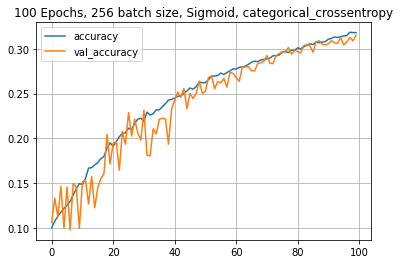 100 Epochs, 256 batch size, Sigmoid, categorical_crossentropy
accuracy
val_accuracy
0.30
0.25
0.20
0.15
0.10
0 20 40 60 80 100